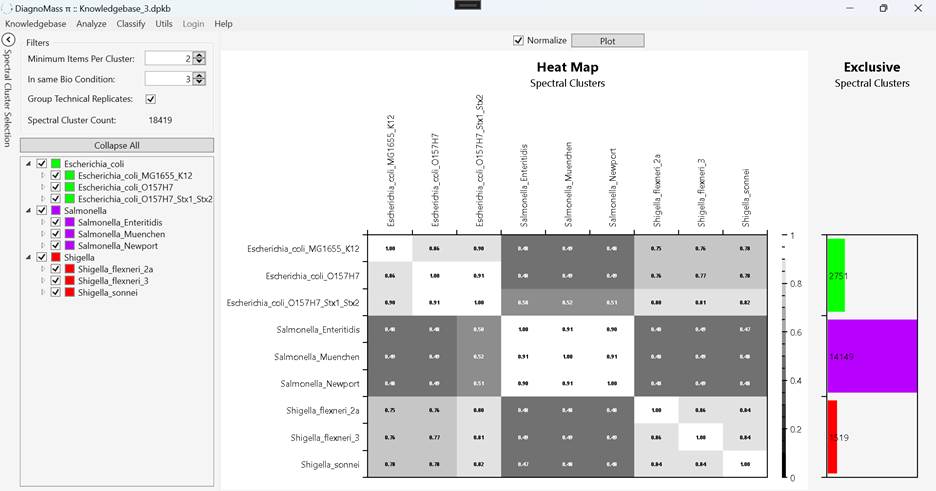 DiagnoMass π :: Knowledgebase_3.dpkb
Knowledgebase Analyze Classify Utils Login Help
Spectral Cluster Selection
Filters
Minimum Items Per Cluster: 2
In same Bio Condition: 3
Group Technical Replicates:
Spectral Cluster Count: 18419
Collapse All
Escherichia_coli
Escherichia_coli_MG1655_K12
Escherichia_coli_O157H7
Escherichia_coli_O157H7_Stx1_Stx2
Salmonella
Salmonella_Enteritidis
Salmonella_Muenchen
Salmonella_Newport
Shigella
Shigella_flexneri_2a
Shigella_flexneri_3
Shigella_sonnei
Normalize Plot
Heat Map
Spectral Clusters
Escherichia_coli_MG1655_K12
Escherichia_coli_O157H7
Escherichia_coli_O157H7_Stx1_Stx2
Salmonella_Enteritidis
Salmonella_Muenchen
Salmonella_Newport
Shigella_flexneri_2a
Shigella_flexneri_3
Shigella_sonnei
Escherichia_coli_MG1655_K12 1.00 0.86 0.90 0.48 0.49 0.48 0.75 0.76 0.78
Escherichia_coli_O157H7 0.86 1.00 0.91 0.48 0.49 0.49 0.76 0.77 0.78
Escherichia_coli_O157H7_Stx1_Stx2 0.90 0.91 1.00 0.50 0.52 0.51 0.80 0.81 0.82
Salmonella_Enteritidis 0.48 0.48 0.50 1.00 0.91 0.90 0.48 0.49 0.47
Salmonella_Muenchen 0.49 0.49 0.52 0.91 1.00 0.91 0.48 0.49 0.48
Salmonella_Newport 0.48 0.49 0.51 0.90 0.91 1.00 0.48 0.49 0.48
Shigella_flexneri_2a 0.75 0.76 0.80 0.48 0.48 0.48 1.00 0.86 0.84
Shigella_flexneri_3 0.76 0.77 0.81 0.49 0.49 0.49 0.86 1.00 0.84
Shigella_sonnei 0.78 0.78 0.82 0.47 0.48 0.48 0.84 0.84 1.00
1
0.8
0.6
0.4
0.2
0
Exclusive
Spectral Clusters
2751
14149
1519